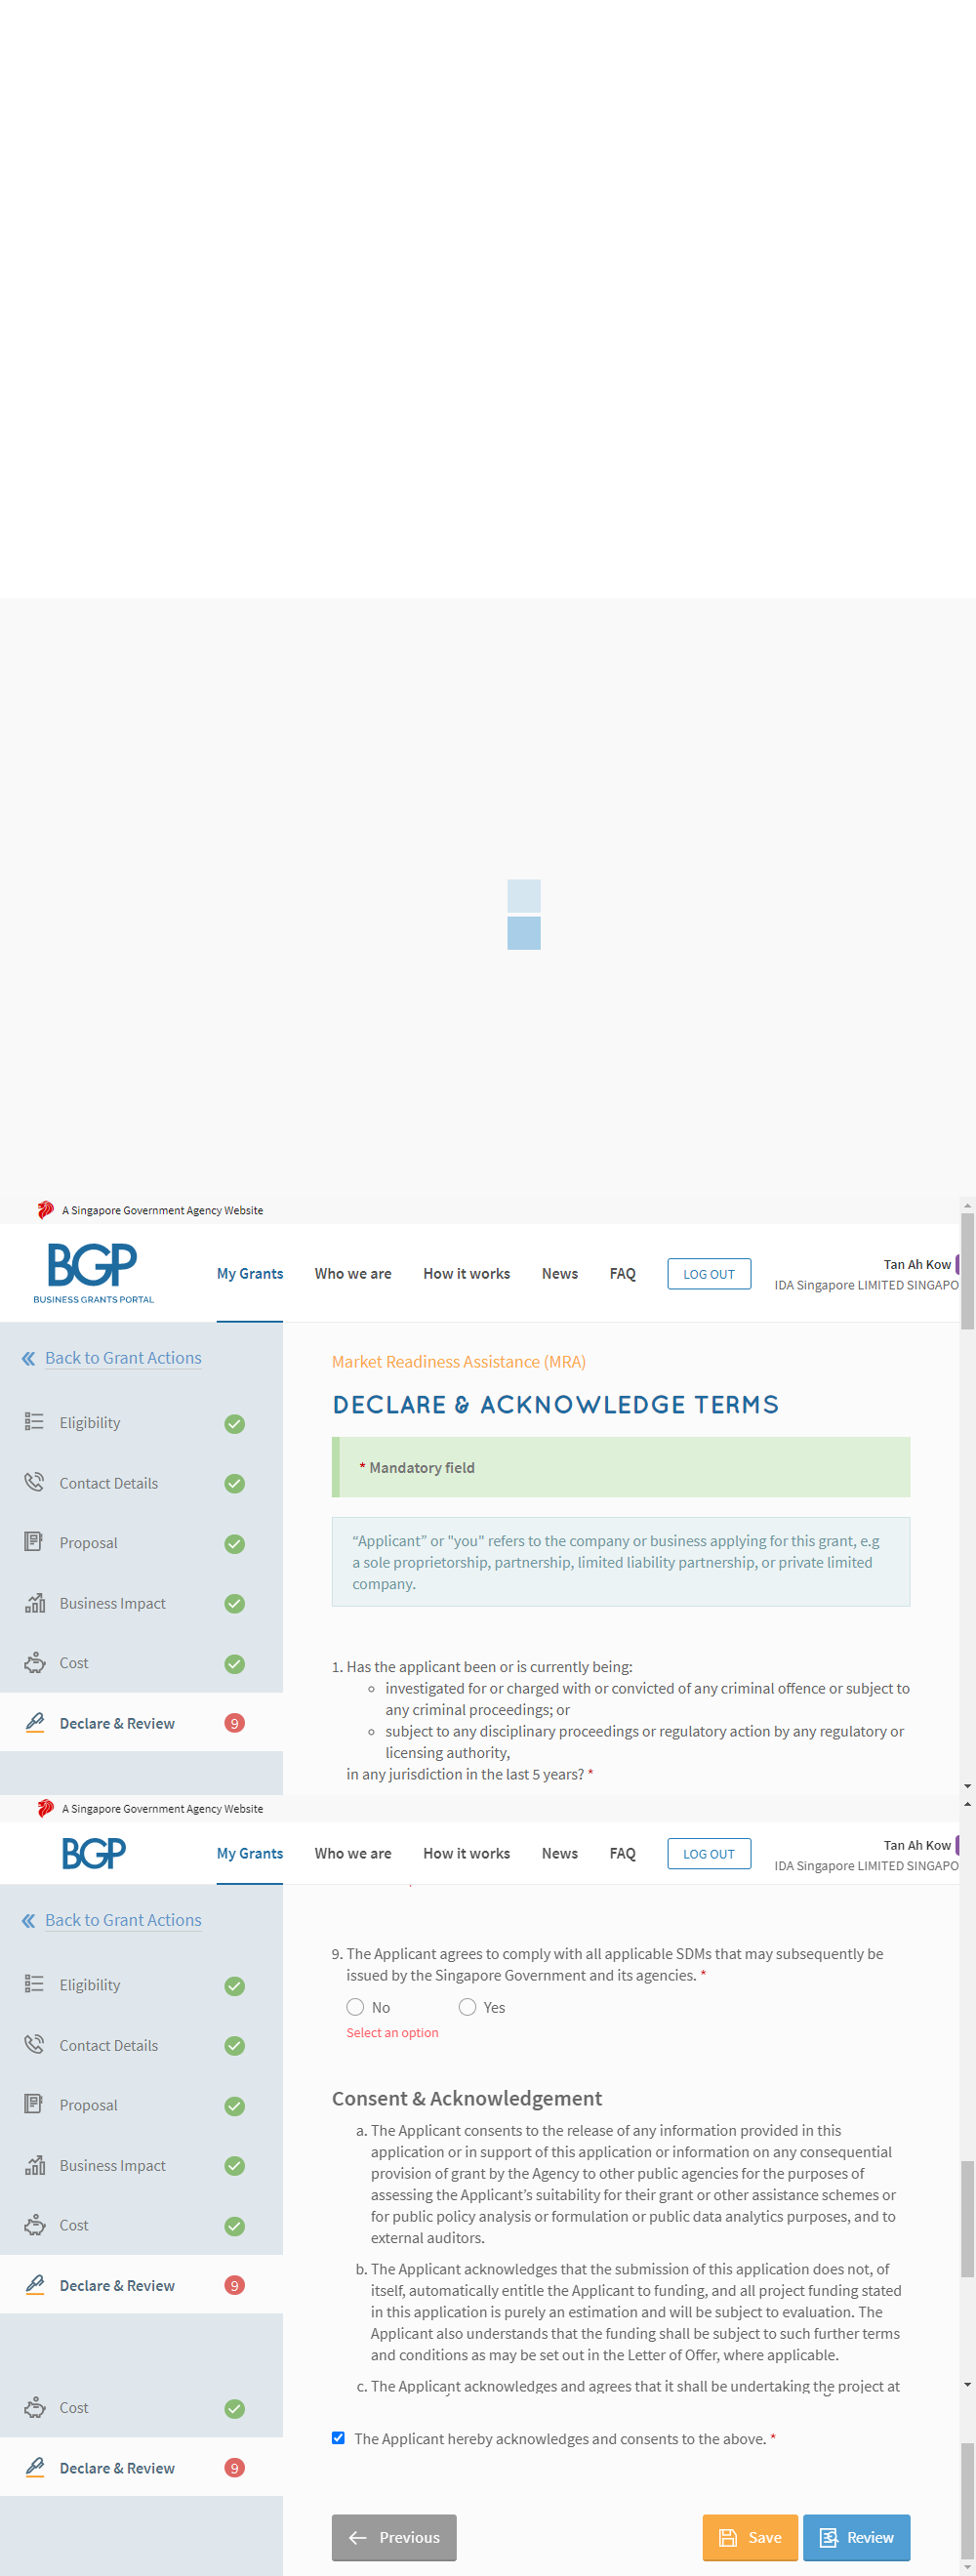 A Singapore Government Agency Website
BGP
BUSINESS GRANTS PORTAL
My Grants Who we are How it works News FAQ LOG OUT
Tan Ah Kow
IDA Singapore LIMITED SINGAPO
Back to Grant Actions
Eligibility
Contact Details
Proposal
Business Impact
Cost
Declare & Review 9
Market Readiness Assistance (MRA)
DECLARE & ACKNOWLEDGE TERMS
* Mandatory field
“Applicant” or "you" refers to the company or business applying for this grant, e.g
a sole proprietorship, partnership, limited liability partnership, or private limited
company.
1. Has the applicant been or is currently being:
investigated for or charged with or convicted of any criminal offence or subject to
any criminal proceedings; or
subject to any disciplinary proceedings or regulatory action by any regulatory or
licensing authority,
in any jurisdiction in the last 5 years? *
A Singapore Government Agency Website
BGP
My Grants Who we are How it works News FAQ LOG OUT
Tan Ah Kow
IDA Singapore LIMITED SINGAPO
Back to Grant Actions
Eligibility
Contact Details
Proposal
Business Impact
Cost
Declare & Review 9
9. The Applicant agrees to comply with all applicable SDMs that may subsequently be
issued by the Singapore Government and its agencies. *
No Yes
Select an option
Consent & Acknowledgement
a. The Applicant consents to the release of any information provided in this
application or in support of this application or information on any consequential
provision of grant by the Agency to other public agencies for the purposes of
assessing the Applicant’s suitability for their grant or other assistance schemes or
for public policy analysis or formulation or public data analytics purposes, and to
external auditors.
b. The Applicant acknowledges that the submission of this application does not, of
itself, automatically entitle the Applicant to funding, and all project funding stated
in this application is purely an estimation and will be subject to evaluation. The
Applicant also understands that the funding shall be subject to such further terms
and conditions as may be set out in the Letter of Offer, where applicable.
c. The Applicant acknowledges and agrees that it shall be undertaking the project at
Cost
Declare & Review 9
The Applicant hereby acknowledges and consents to the above. *
Previous Save Review